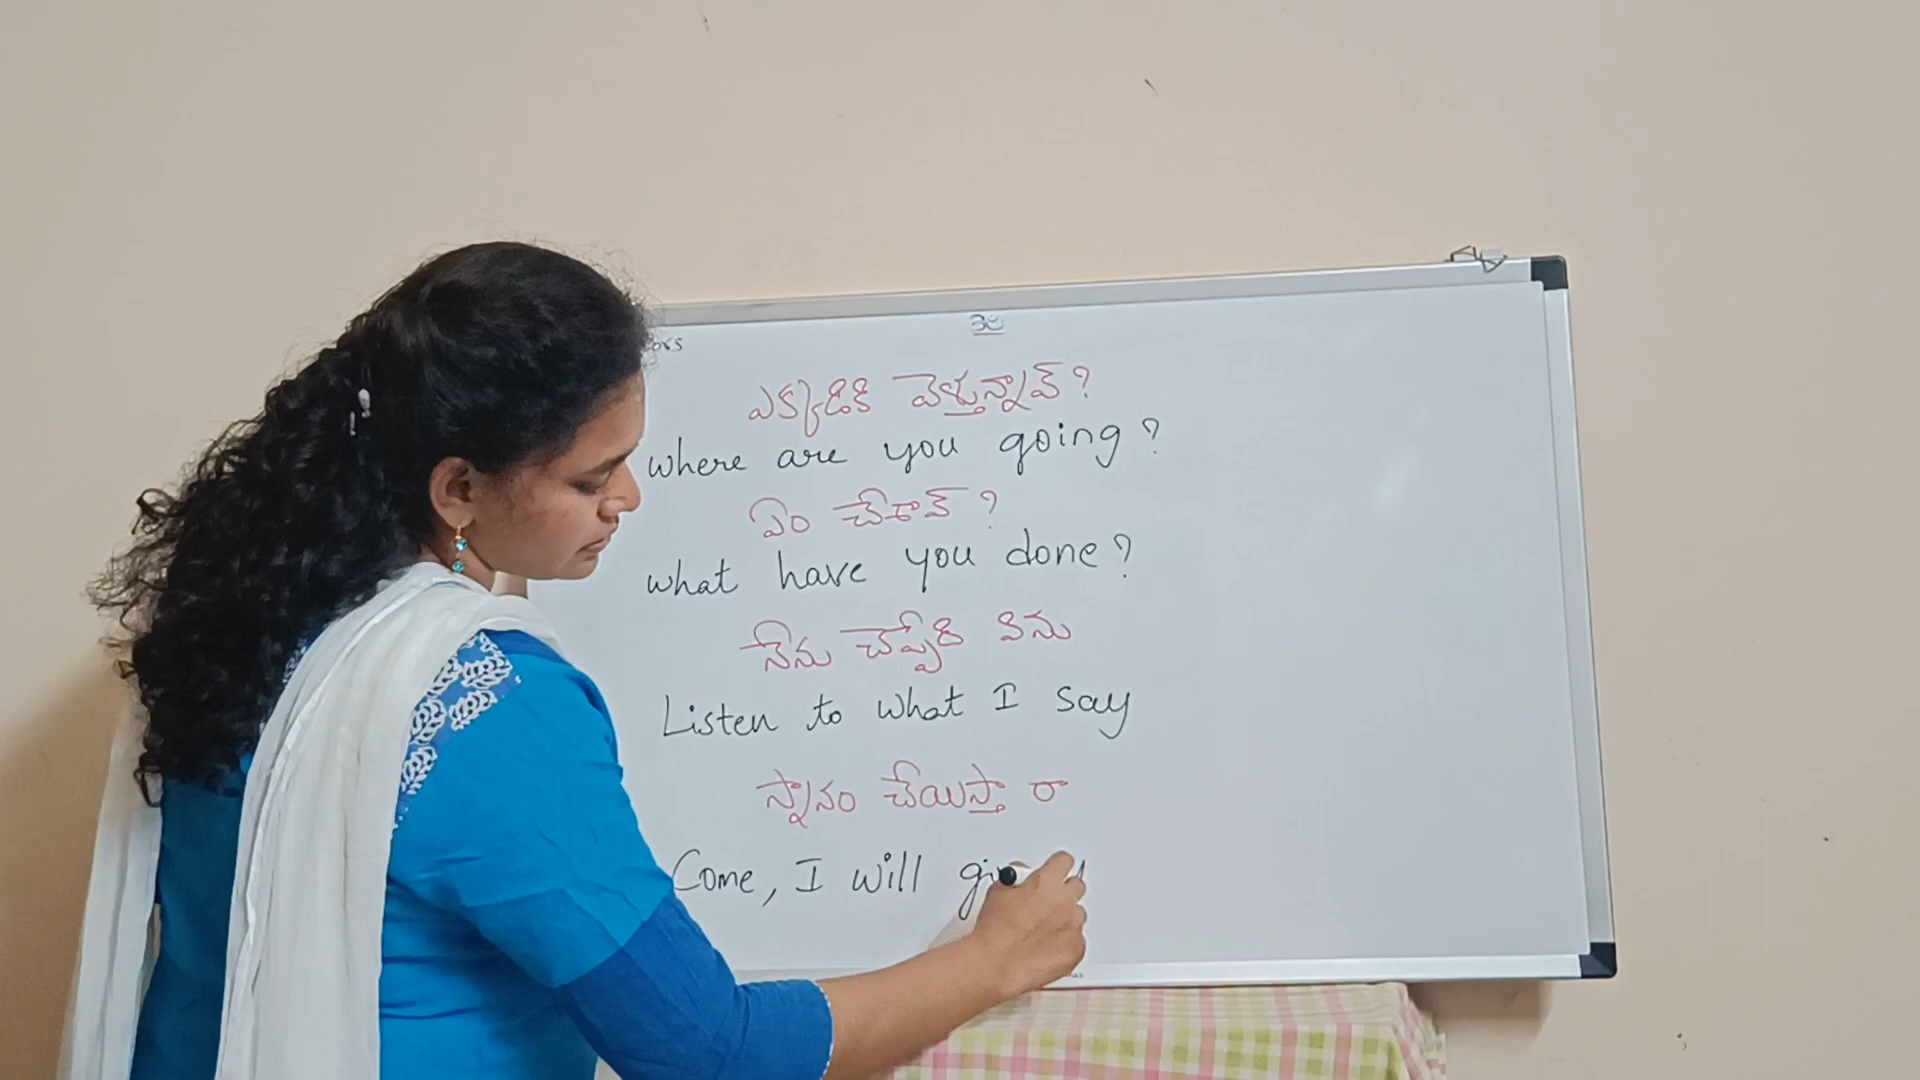 ఎక్కడికి వెళ్తున్నావ్?
where are you going?
ఏం చేశావ్?
what have you done?
నేను చెప్పేది విను
Listen to what I say
స్నానం చేయిస్తా రా
Come, I will